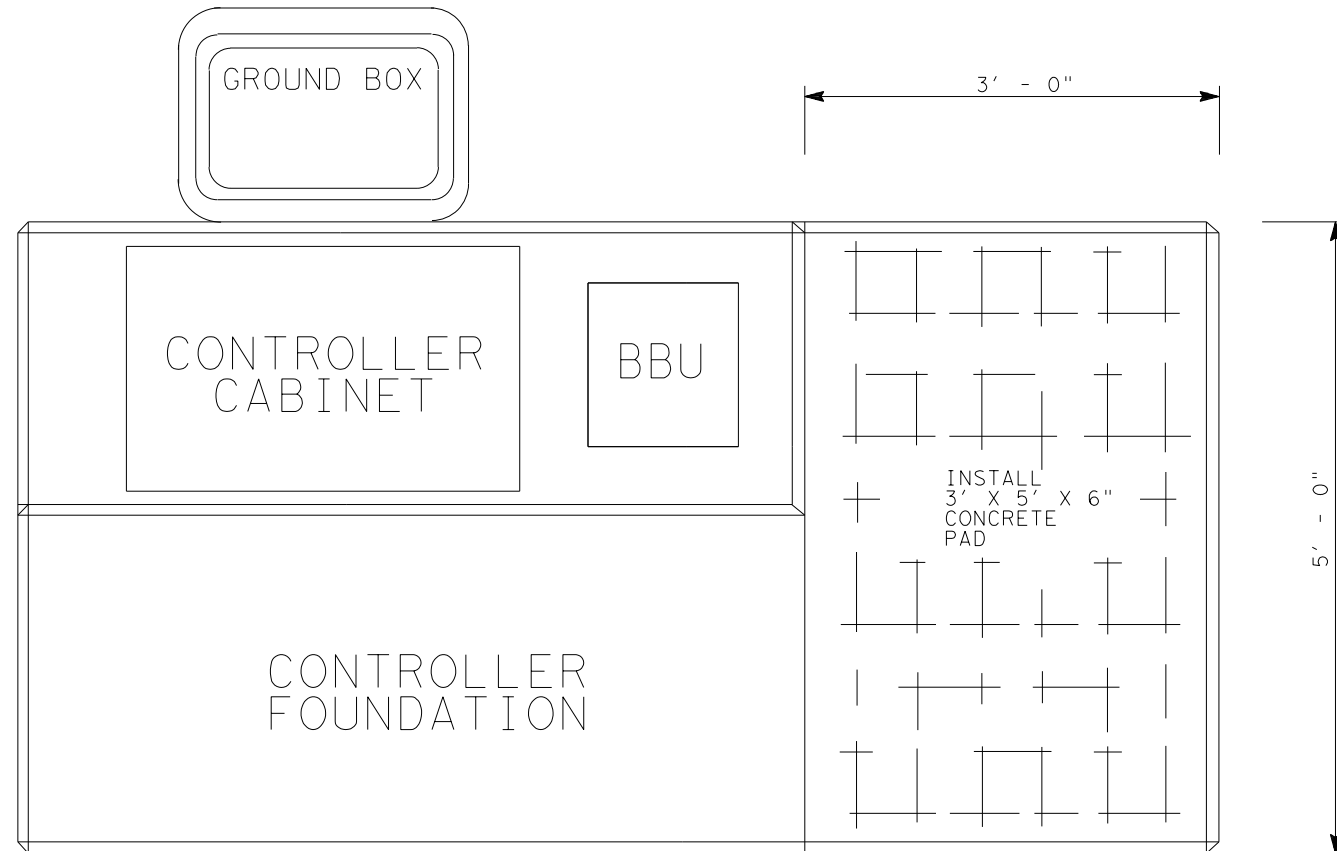 GROUND BOX
3' - 0"
CONTROLLER
CABINET
BBU
INSTALL
3' X 5' X 6"
CONCRETE
PAD
5' - 0"
CONTROLLER
FOUNDATION